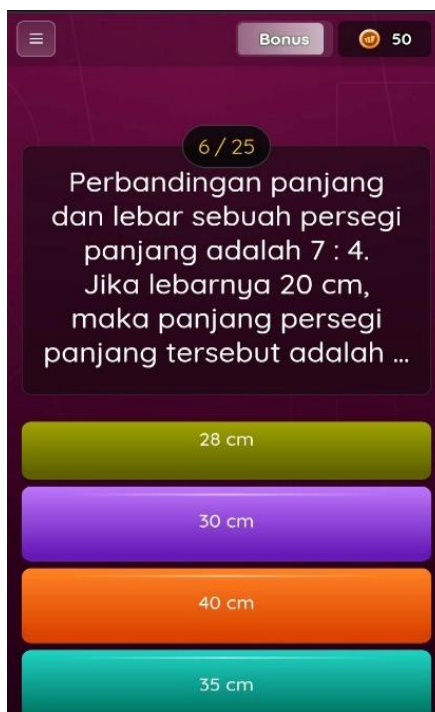 Bonus
50
6 / 25
Perbandingan panjang
dan lebar sebuah persegi
panjang adalah 7 : 4.
Jika lebarnya 20 cm,
maka panjang persegi
panjang tersebut adalah ...
28 cm
30 cm
40 cm
35 cm